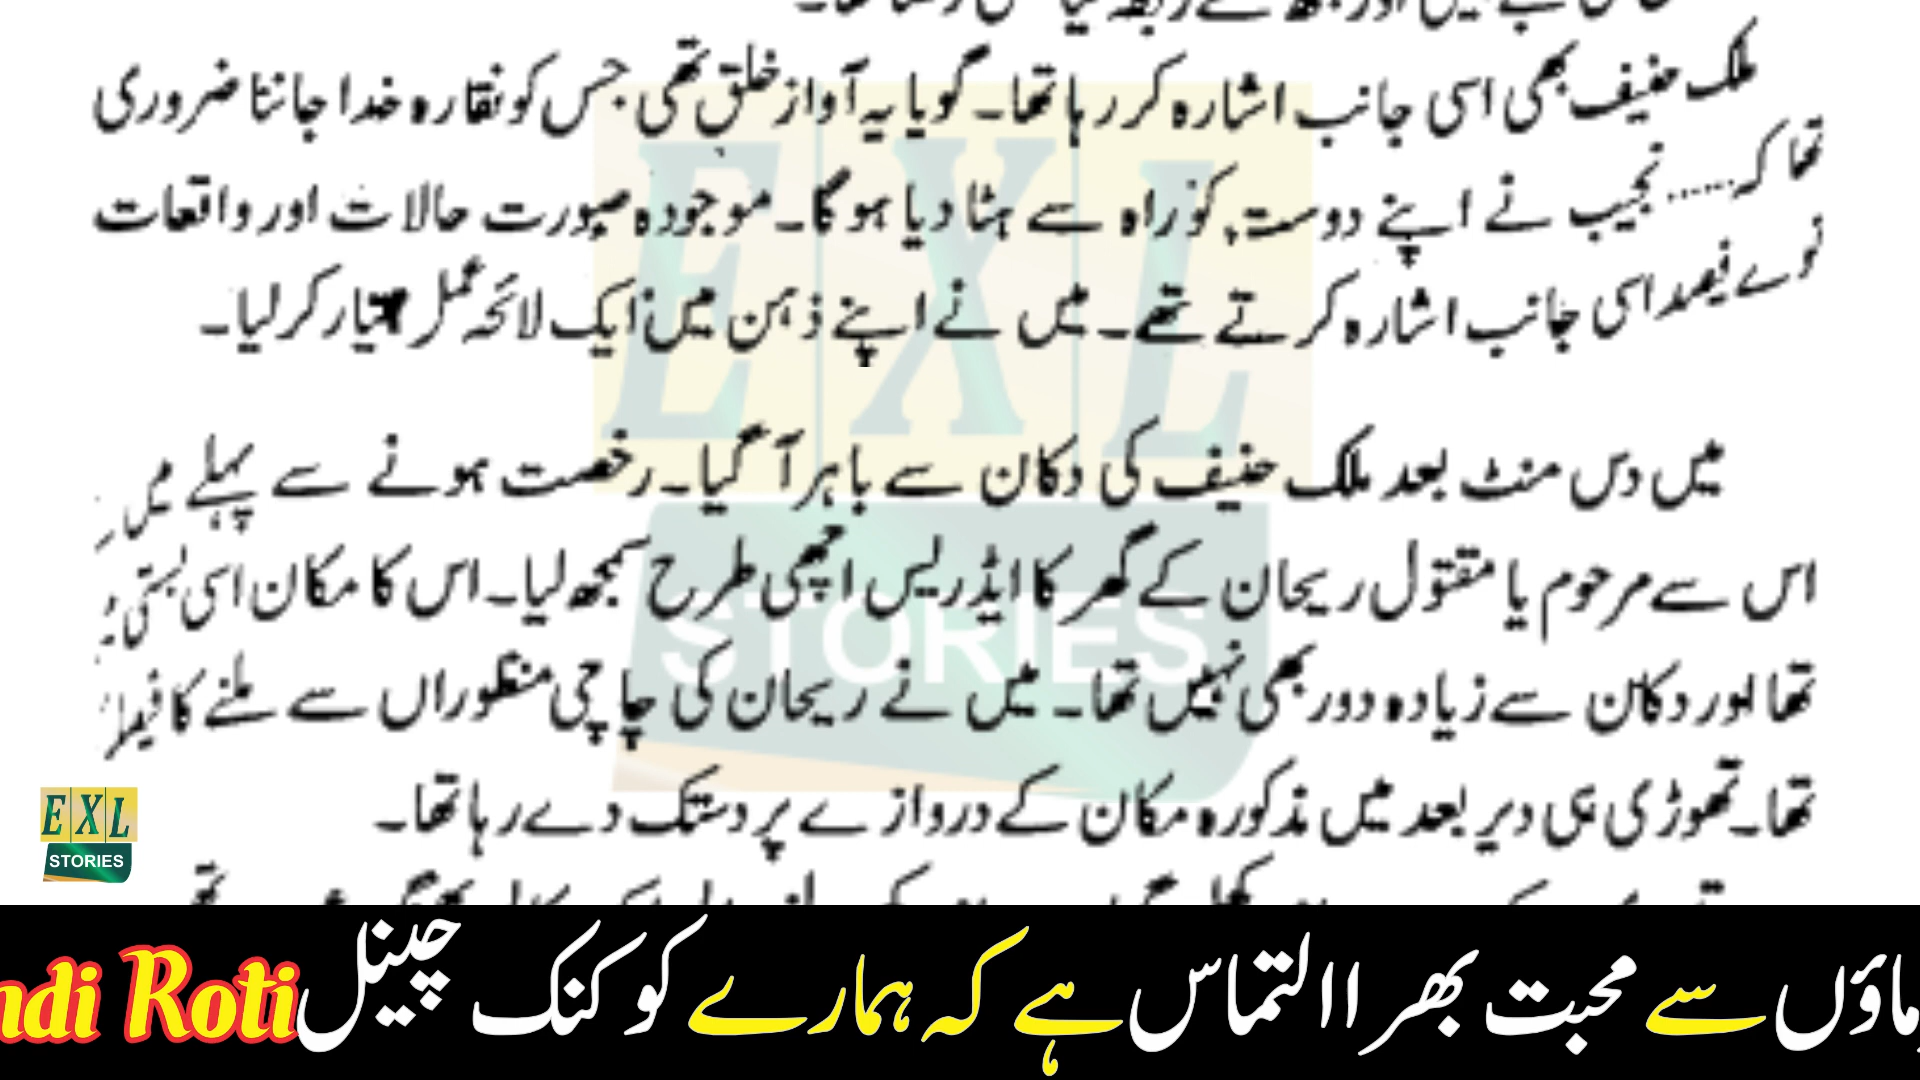 ملک حنیف بھی اسی جانب اشارہ کر رہا تھا۔ گویا یہ آواز خلق تھی جس کو نقارہ خدا جاننا ضروری
تھا کہ...... نجیب نے اپنے دوست کو راہ سے ہٹا دیا ہو گا۔ موجودہ صورت حالات اور واقعات
نوے فیصد اسی جانب اشارہ کرتے تھے۔ میں نے اپنے ذہن میں ایک لائحہ عمل تیار کر لیا۔
میں دس منٹ بعد ملک حنیف کی دکان سے باہر آ گیا۔ رخصت ہونے سے پہلے میں
اس سے مرحوم یا مقتول ریحان کے گھر کا ایڈریس اچھی طرح سمجھ لیا۔ اس کا مکان اسی بستی
تھا اور دکان سے زیادہ دور بھی نہیں تھا۔ میں نے ریحان کی چاچی منظوراں سے ملنے کا
تھا۔ تھوڑی ہی دیر بعد میں مذکورہ مکان کے دروازے پر دستک دے رہا تھا۔
EXL
STORIES
EXL
STORIES
ماؤں سے محبت بھرا التماس ہے کہ ہمارے کوکنک چینل ndi Roti